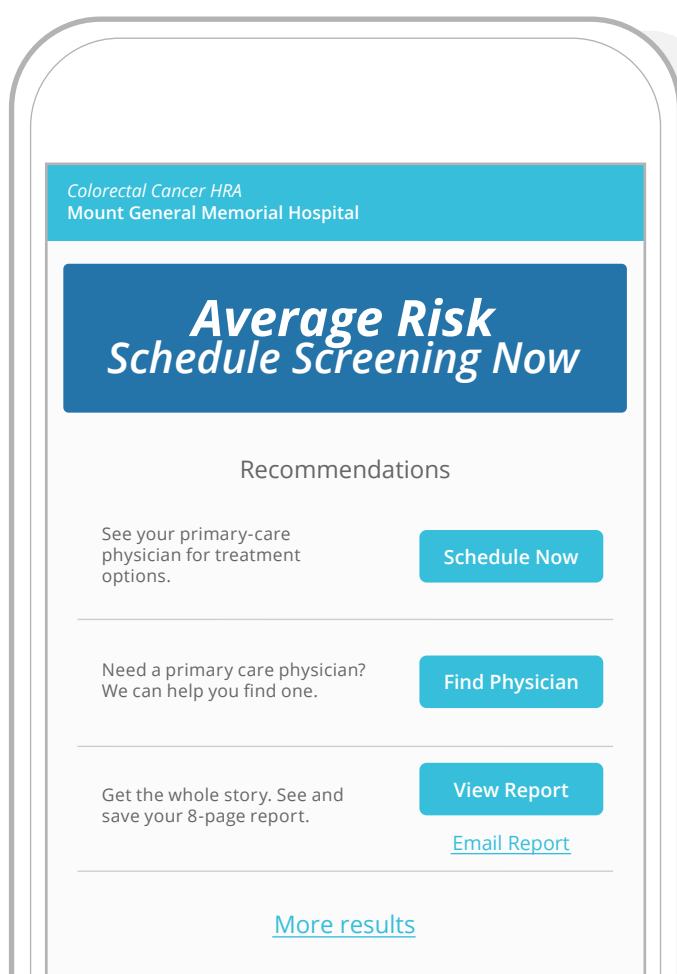 Colorectal Cancer HRA
Mount General Memorial Hospital
Average Risk
Schedule Screening Now
Recommendations
See your primary-care
physician for treatment
options.
Schedule Now
Need a primary care physician?
We can help you find one.
Find Physician
Get the whole story. See and
save your 8-page report.
View Report
Email Report
More results